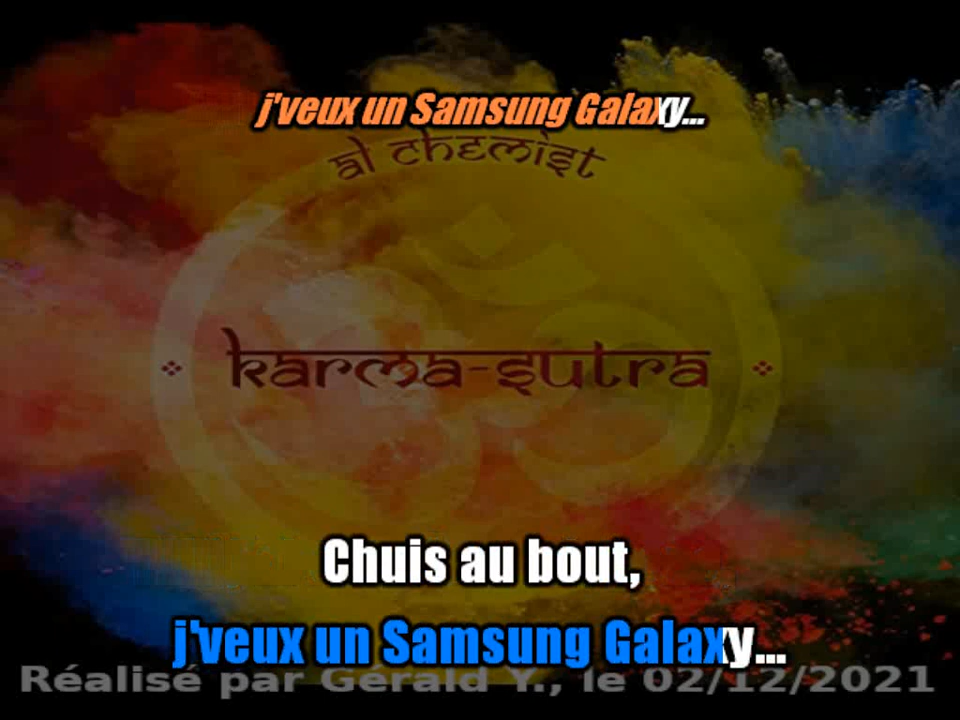 j'veux un Samsung Galaxy...
Al Chemist
Karma-sutra
Chuis au bout,
j'veux un Samsung Galaxy...
Réalisé par Gérald Y., le 02/12/2021